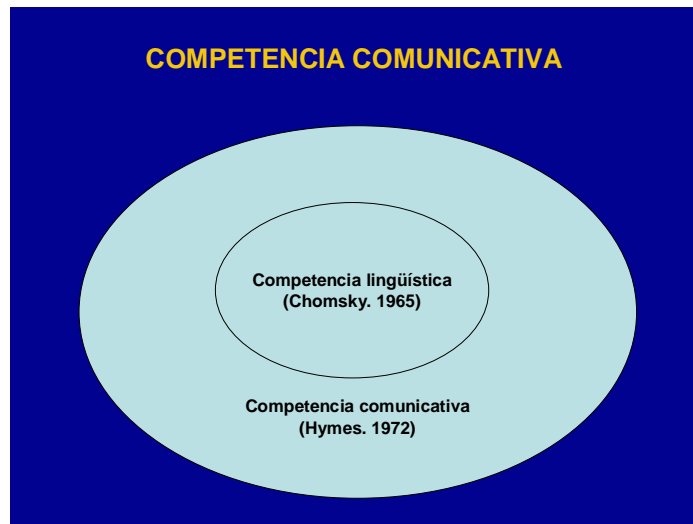 COMPETENCIA COMUNICATIVA
Competencia lingüística
(Chomsky. 1965)
Competencia comunicativa
(Hymes. 1972)